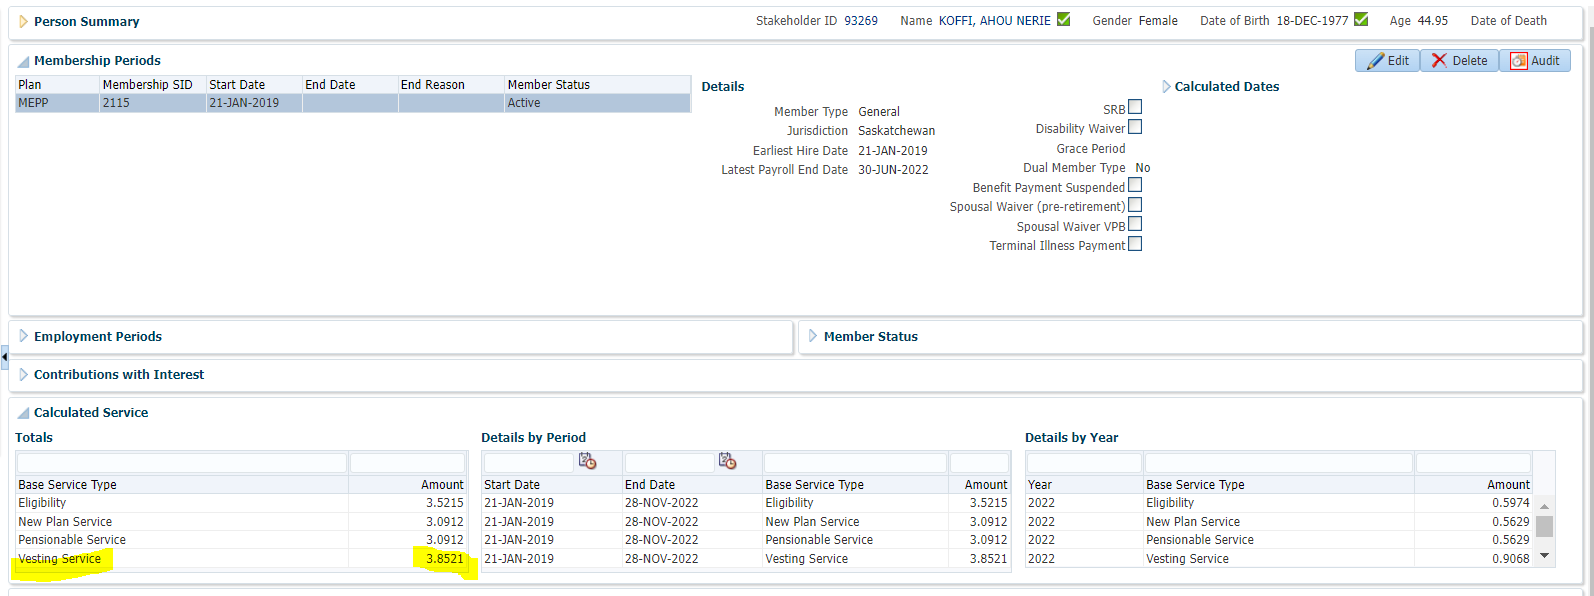 Person Summary
Stakeholder ID 93269 Name KOFFI, AHOU NERIE Gender Female Date of Birth 18-DEC-1977 Age 44.95 Date of Death
Membership Periods
Edit Delete Audit
Plan Membership SID Start Date End Date End Reason Member Status
MEPP 2115 21-JAN-2019 Active
Details
Member Type General
Jurisdiction Saskatchewan
Earliest Hire Date 21-JAN-2019
Latest Payroll End Date 30-JUN-2022
SRB
Disability Waiver
Grace Period
Dual Member Type No
Benefit Payment Suspended
Spousal Waiver (pre-retirement)
Spousal Waiver VPB
Terminal Illness Payment
Calculated Dates
Employment Periods
Member Status
Contributions with Interest
Calculated Service
Totals
Base Service Type Amount
Eligibility 3.5215
New Plan Service 3.0912
Pensionable Service 3.0912
Vesting Service 3.8521
Details by Period
Start Date End Date Base Service Type Amount
21-JAN-2019 28-NOV-2022 Eligibility 3.5215
21-JAN-2019 28-NOV-2022 New Plan Service 3.0912
21-JAN-2019 28-NOV-2022 Pensionable Service 3.0912
21-JAN-2019 28-NOV-2022 Vesting Service 3.8521
Details by Year
Year Base Service Type Amount
2022 Eligibility 0.5974
2022 New Plan Service 0.5629
2022 Pensionable Service 0.5629
2022 Vesting Service 0.9068